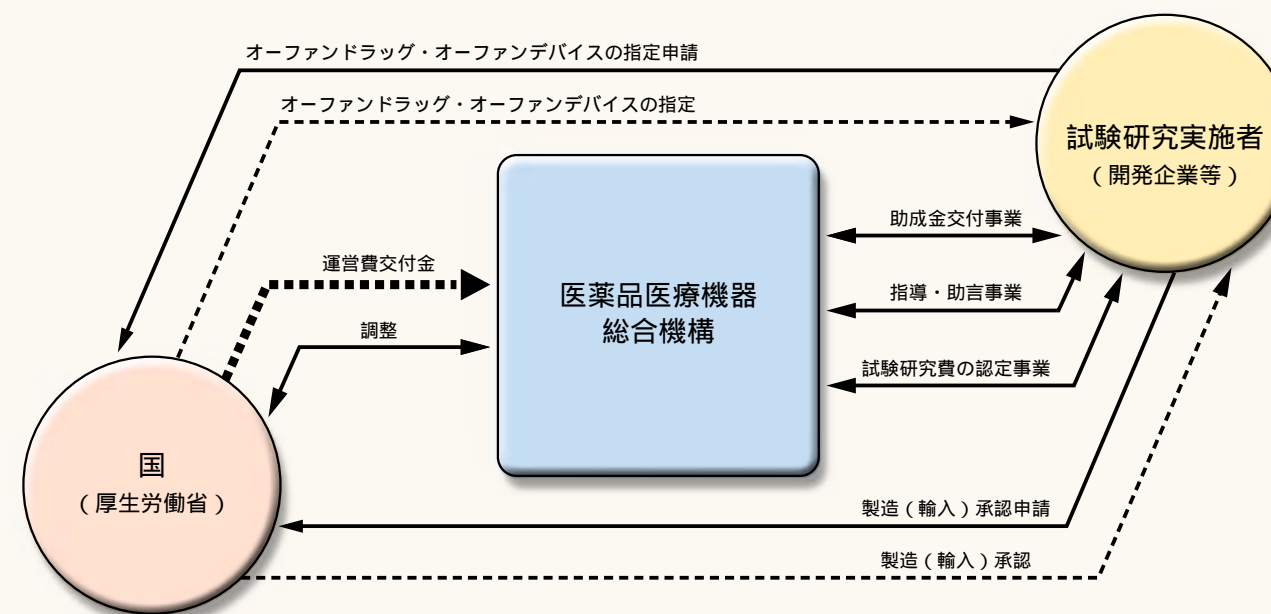 オーファンドラッグ・オーファンデバイスの指定申請
オーファンドラッグ・オーファンデバイスの指定
試験研究実施者
（開発企業等）
助成金交付事業
運営費交付金
医薬品医療機器
総合機構
指導・助言事業
調整
試験研究費の認定事業
国
（厚生労働省）
製造（輸入）承認申請
製造（輸入）承認